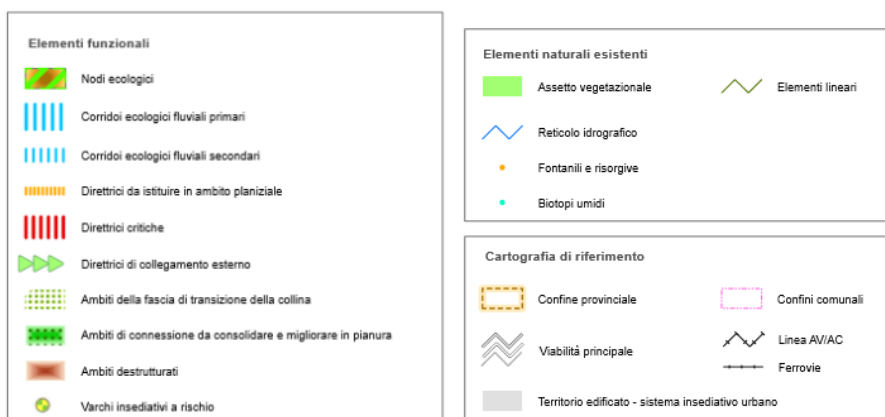 Elementi funzionali
Nodi ecologici
Corridoi ecologici fluviali primari
Corridoi ecologici fluviali secondari
Direttrici da istituire in ambito planiziale
Direttrici critiche
Direttrici di collegamento esterno
Ambiti della fascia di transizione della collina
Ambiti di connessione da consolidare e migliorare in pianura
Ambiti destrutturati
Varchi insediativi a rischio
Elementi naturali esistenti
Assetto vegetazionale
Elementi lineari
Reticolo idrografico
Fontanili e risorgive
Biotopi umidi
Cartografia di riferimento
Confine provinciale
Confini comunali
Viabilità principale
Linea AV/AC
Ferrovie
Territorio edificato - sistema insediativo urbano